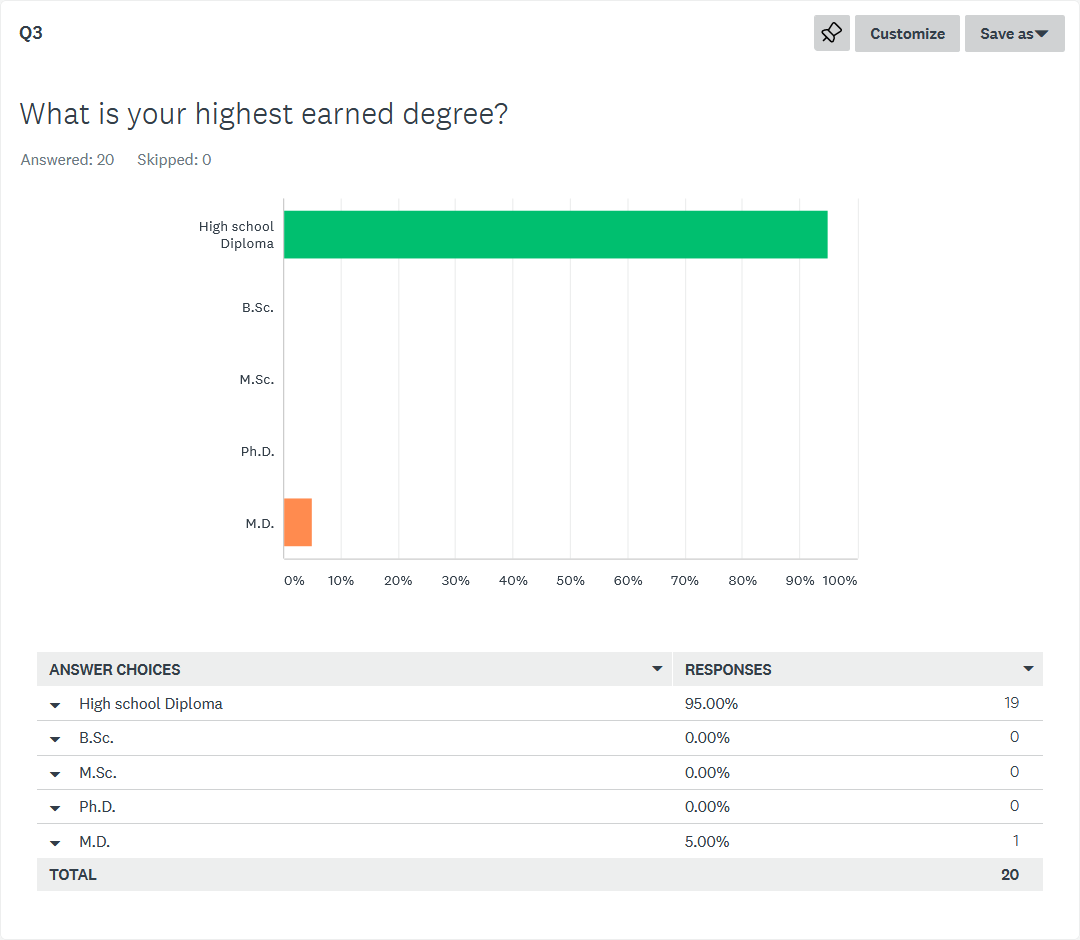 Q3
Customize
Save as
What is your highest earned degree?
Answered: 20 Skipped: 0
High school
Diploma
B.Sc.
M.Sc.
Ph.D.
M.D.
0% 10% 20% 30% 40% 50% 60% 70% 80% 90% 100%
ANSWER CHOICES RESPONSES
High school Diploma 95.00% 19
B.Sc. 0.00% 0
M.Sc. 0.00% 0
Ph.D. 0.00% 0
M.D. 5.00% 1
TOTAL 20